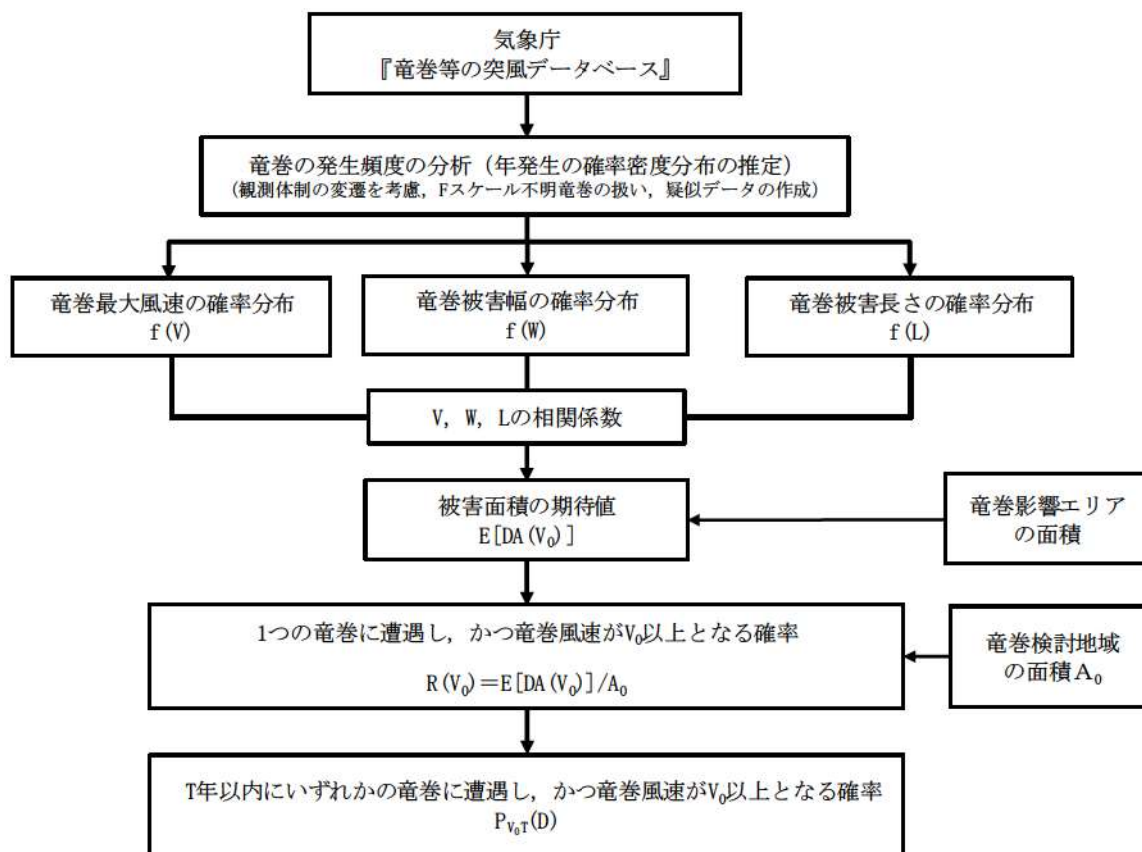 気象庁
『竜巻等の突風データベース』
竜巻の発生頻度の分析（年発生の確率密度分布の推定）
（観測体制の変遷を考慮，Fスケール不明竜巻の扱い，疑似データの作成）
竜巻最大風速の確率分布
f(V)
竜巻被害幅の確率分布
f(W)
竜巻被害長さの確率分布
f(L)
V, W, Lの相関係数
被害面積の期待値
E[DA(V₀)]
竜巻影響エリア
の面積
1つの竜巻に遭遇し，かつ竜巻風速がV₀以上となる確率
R(V₀)＝E[DA(V₀)]/A₀
竜巻検討地域
の面積A₀
T年以内にいずれかの竜巻に遭遇し，かつ竜巻風速がV₀以上となる確率
P_{V₀T}(D)